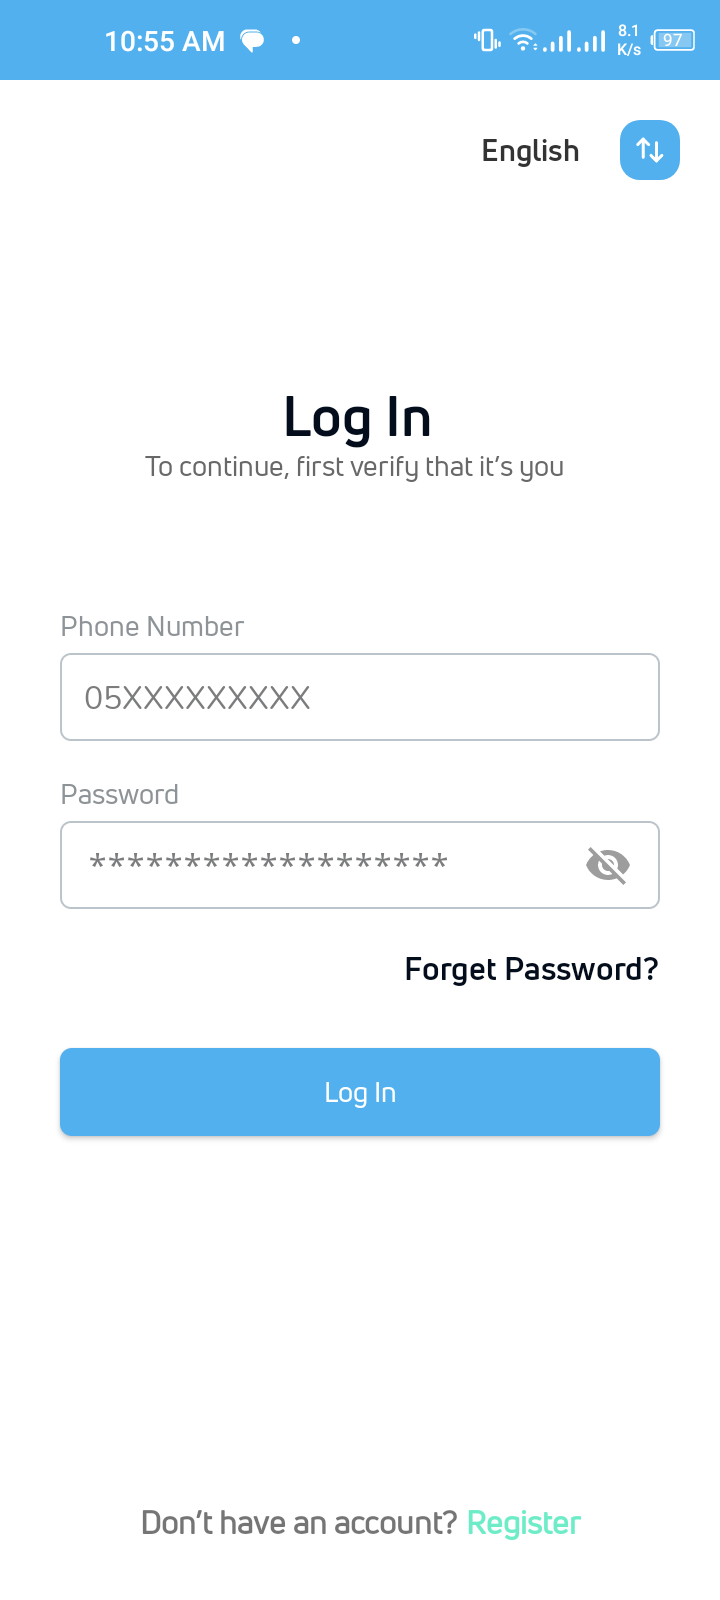 10:55 AM
8.1
K/s
97
English
Log In
To continue, first verify that it's you
Phone Number
05XXXXXXXXX
Password
*******************
Forget Password?
Log In
Don't have an account? Register